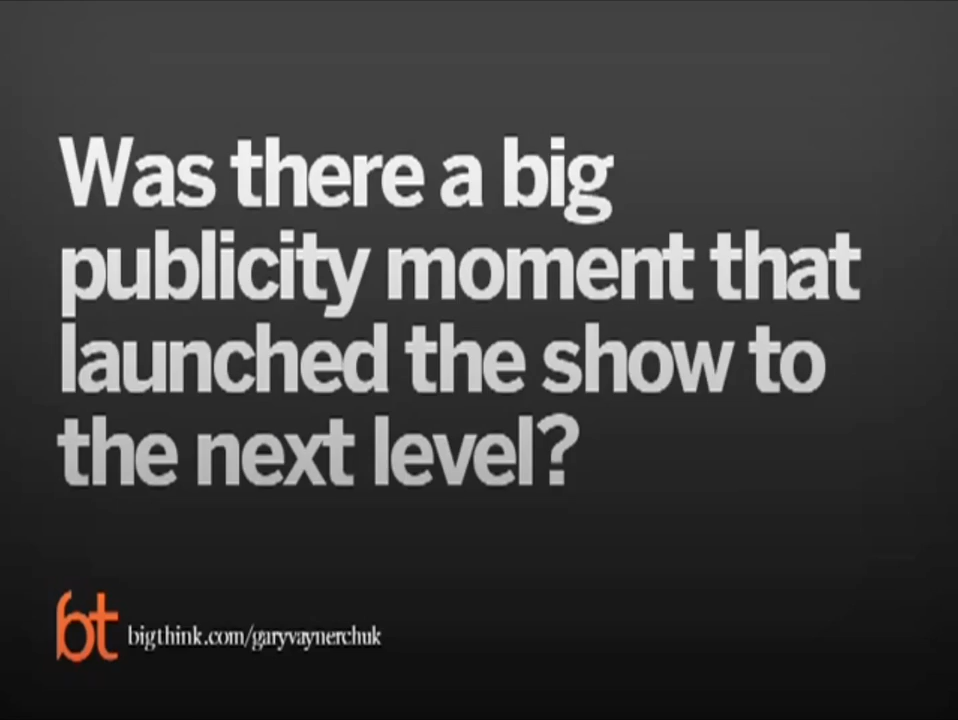 Was there a big
publicity moment that
launched the show to
the next level?
bt bigthink.com/garyvaynerchuk